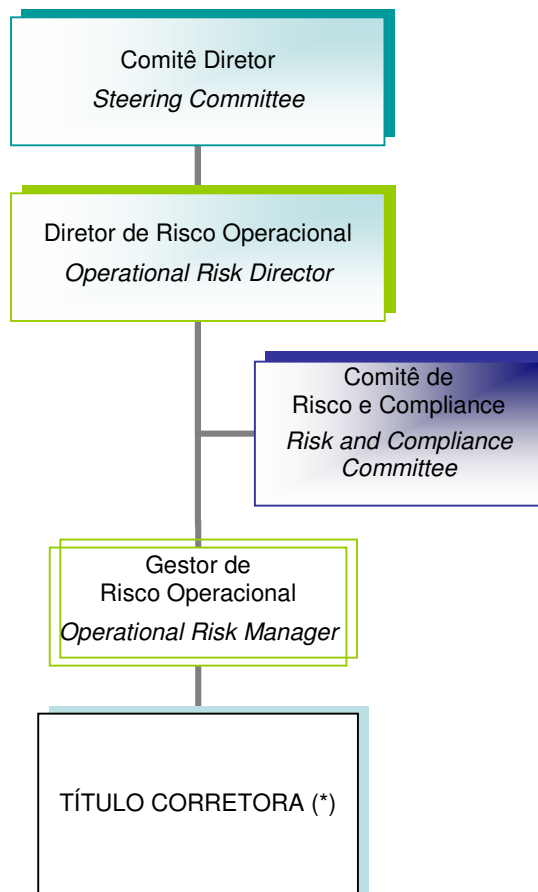 Comitê Diretor
Steering Committee
Diretor de Risco Operacional
Operational Risk Director
Comitê de
Risco e Compliance
Risk and Compliance
Committee
Gestor de
Risco Operacional
Operational Risk Manager
TÍTULO CORRETORA (*)